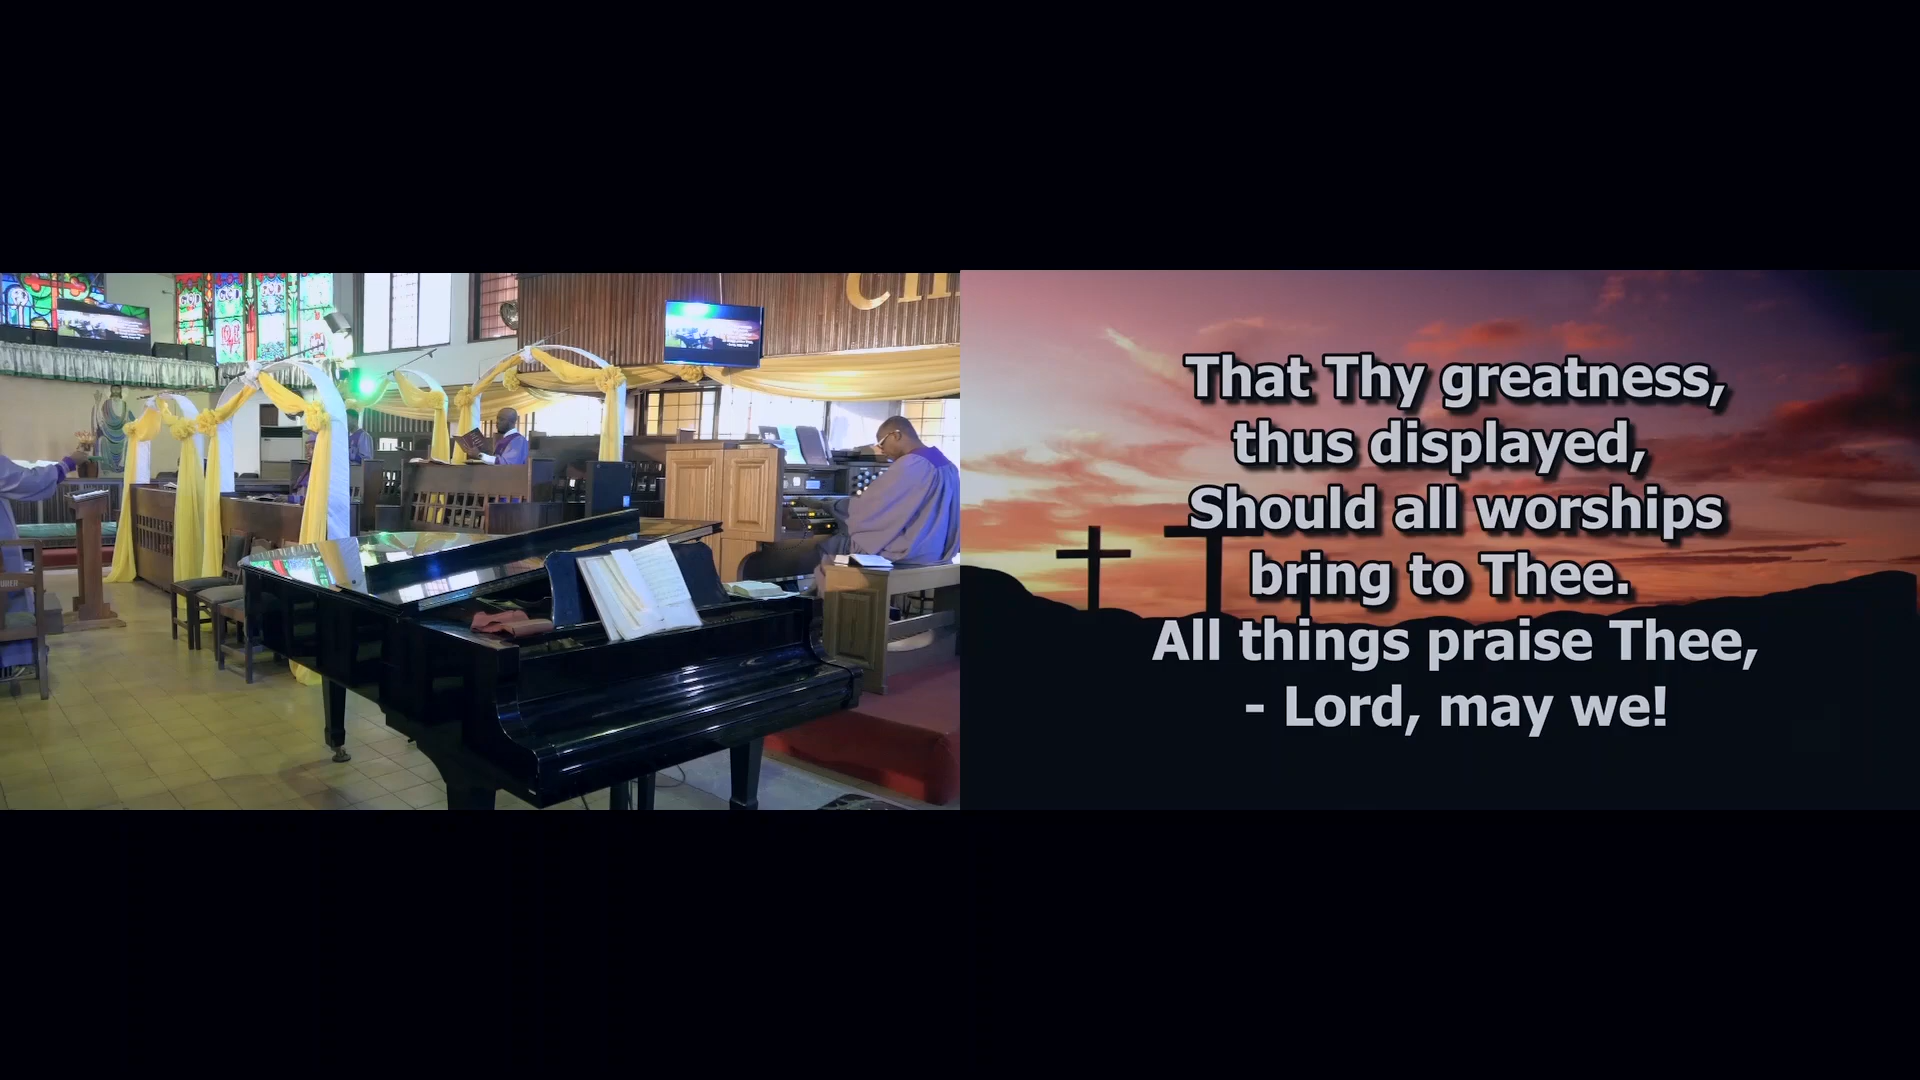 That Thy greatness,
thus displayed,
Should all worships
bring to Thee.
All things praise Thee,
- Lord, may we!